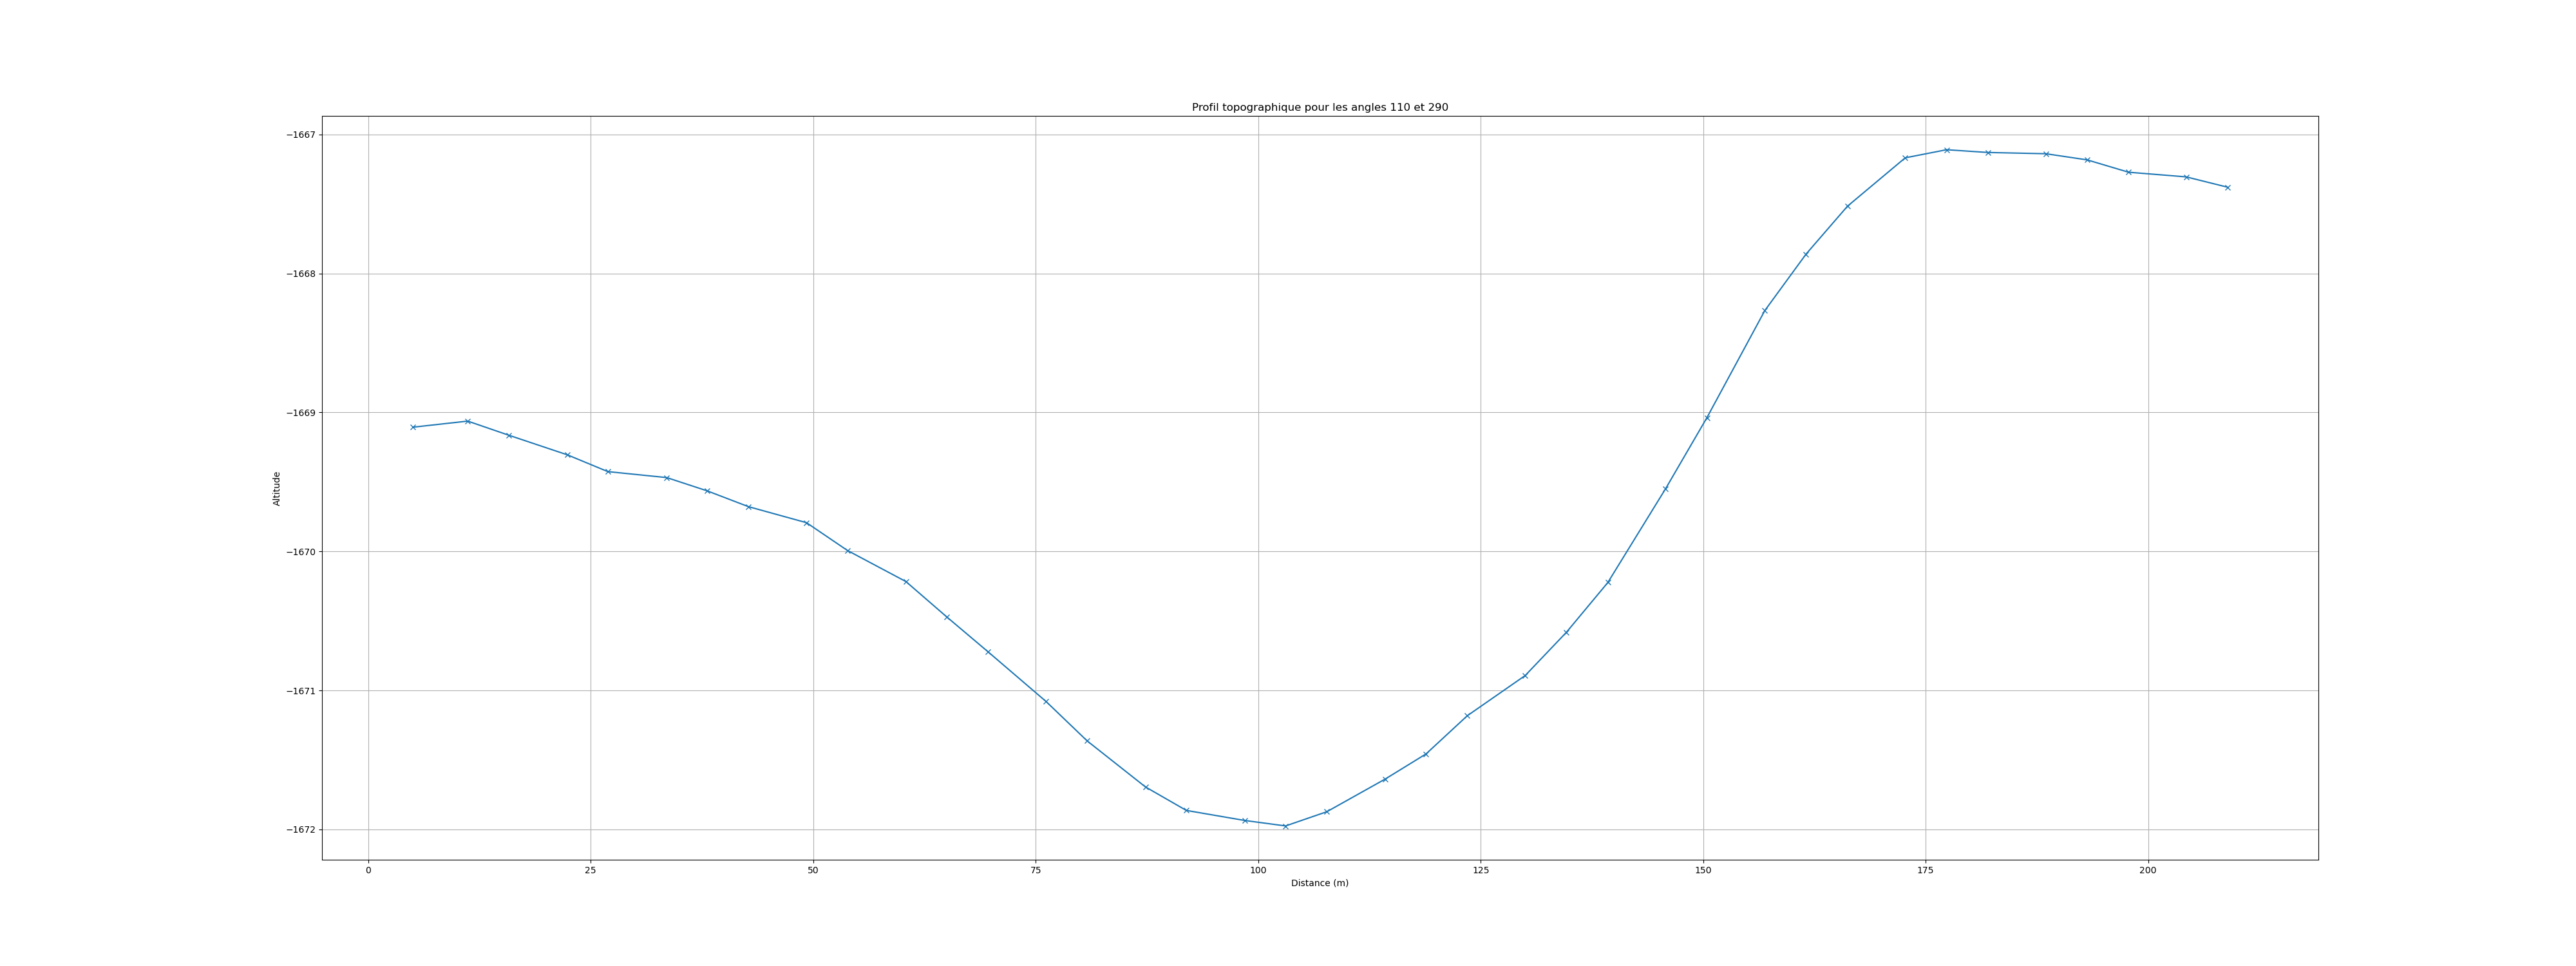 Profil topographique pour les angles 110 et 290
−1667
−1668
−1669
−1670
−1671
−1672
Altitude
0 25 50 75 100 125 150 175 200
Distance (m)